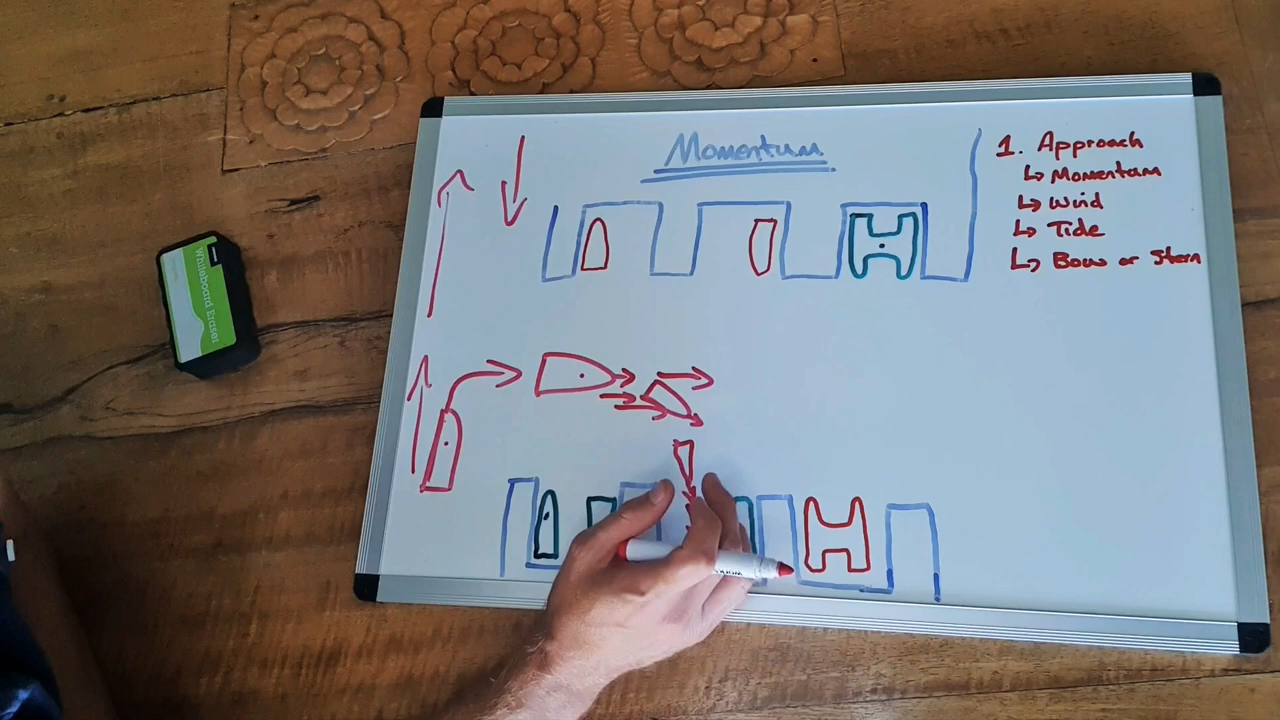 Momentum
1. Approach
↳ Momentum
↳ Wind
↳ Tide
↳ Bow or Stern
Whiteboard Eraser